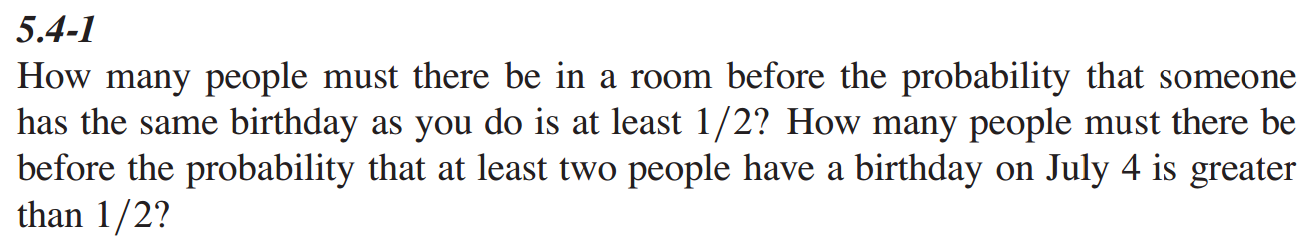 5.4-1
How many people must there be in a room before the probability that someone
has the same birthday as you do is at least 1/2? How many people must there be
before the probability that at least two people have a birthday on July 4 is greater
than 1/2?